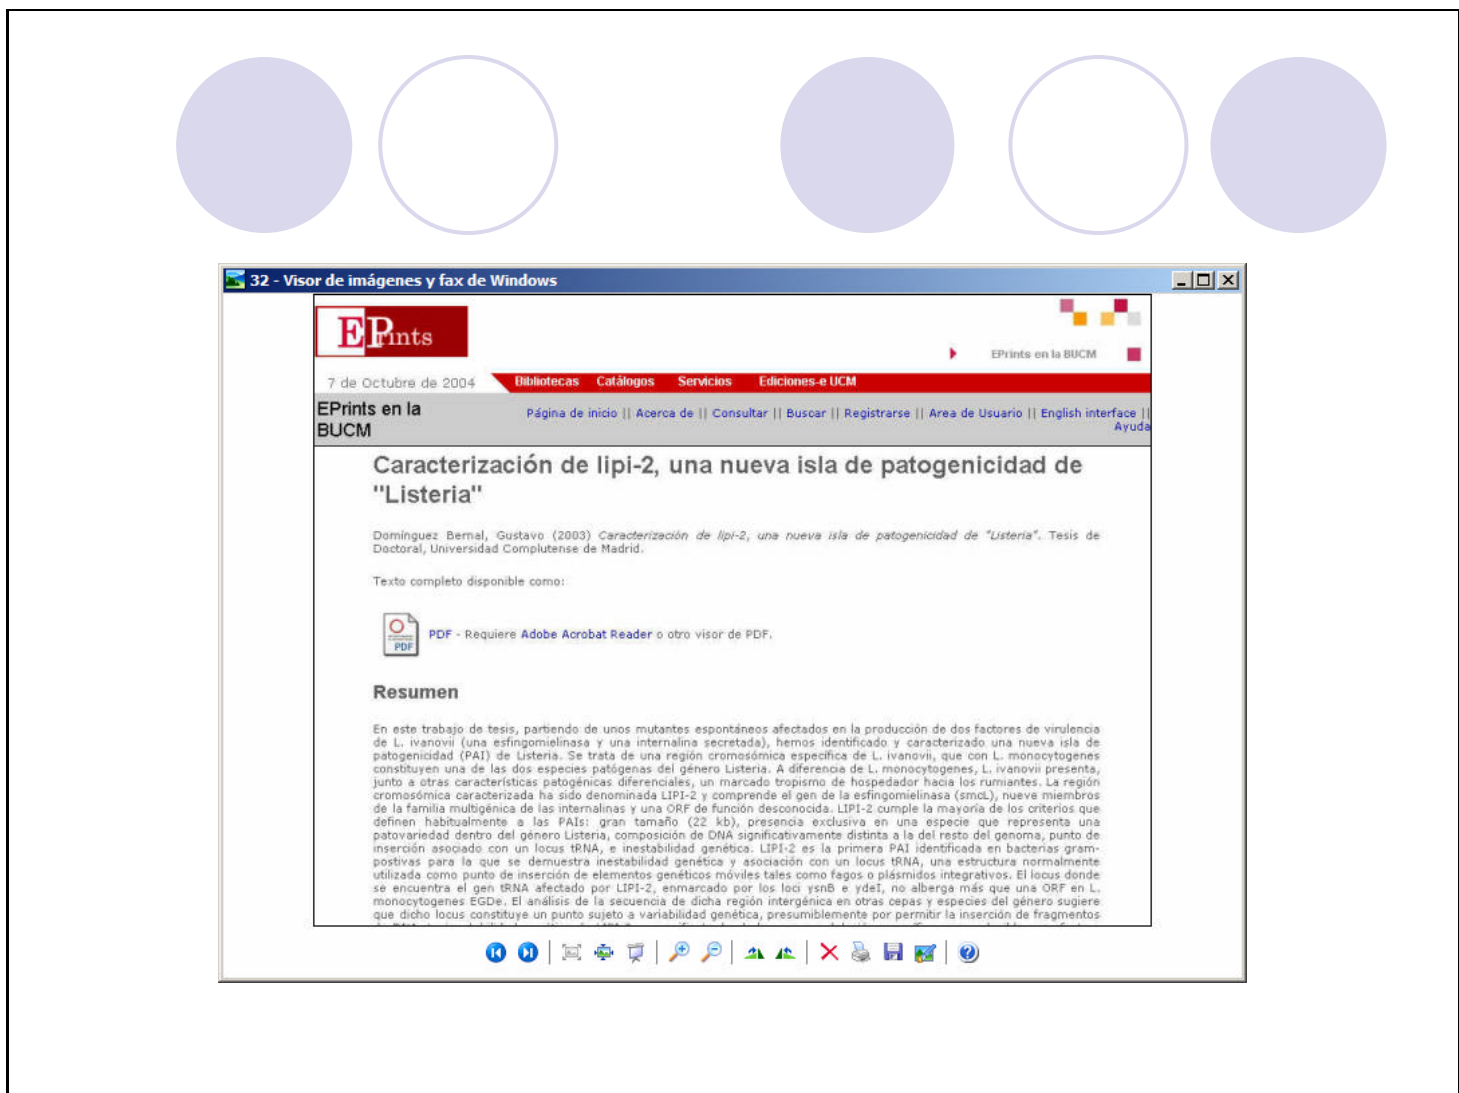 32 - Visor de imágenes y fax de Windows
EPrints
EPrints en la BUCM
7 de Octubre de 2004
Bibliotecas Catálogos Servicios Ediciones-e UCM
EPrints en la
BUCM
Página de inicio || Acerca de || Consultar || Buscar || Registrarse || Area de Usuario || English interface ||
Ayuda
Caracterización de lipi-2, una nueva isla de patogenicidad de
"Listeria"
Domínguez Bernal, Gustavo (2003) Caracterización de lipi-2, una nueva isla de patogenicidad de "Listeria". Tesis de
Doctoral, Universidad Complutense de Madrid.
Texto completo disponible como:
PDF
PDF - Requiere Adobe Acrobat Reader o otro visor de PDF.
Resumen
En este trabajo de tesis, partiendo de unos mutantes espontáneos afectados en la producción de dos factores de virulencia
de L. ivanovii (una esfingomielinasa y una internalina secretada), hemos identificado y caracterizado una nueva isla de
patogenicidad (PAI) de Listeria. Se trata de una región cromosómica específica de L. ivanovii, que con L. monocytogenes
constituyen una de las dos especies patógenas del género Listeria. A diferencia de L. monocytogenes, L. ivanovii presenta,
junto a otras características patogénicas diferenciales, un marcado tropismo de hospedador hacia los rumiantes. La región
cromosómica caracterizada ha sido denominada LIPI-2 y comprende el gen de la esfingomielinasa (smcL), nueve miembros
de la familia multigénica de las internalinas y una ORF de función desconocida. LIPI-2 cumple la mayoría de los criterios que
definen habitualmente a las PAIs: gran tamaño (22 kb), presencia exclusiva en una especie que representa una
patovariedad dentro del género Listeria, composición de DNA significativamente distinta a la del resto del genoma, punto de
inserción asociado con un locus tRNA, e inestabilidad genética. LIPI-2 es la primera PAI identificada en bacterias gram-
postivas para la que se demuestra inestabilidad genética y asociación con un locus tRNA, una estructura normalmente
utilizada como punto de inserción de elementos genéticos móviles tales como fagos o plásmidos integrativos. El locus donde
se encuentra el gen tRNA afectado por LIPI-2, enmarcado por los loci ysnB e ydeI, no alberga más que una ORF en L.
monocytogenes EGDe. El análisis de la secuencia de dicha región intergénica en otras cepas y especies del género sugiere
que dicho locus constituye un punto sujeto a variabilidad genética, presumiblemente por permitir la inserción de fragmentos